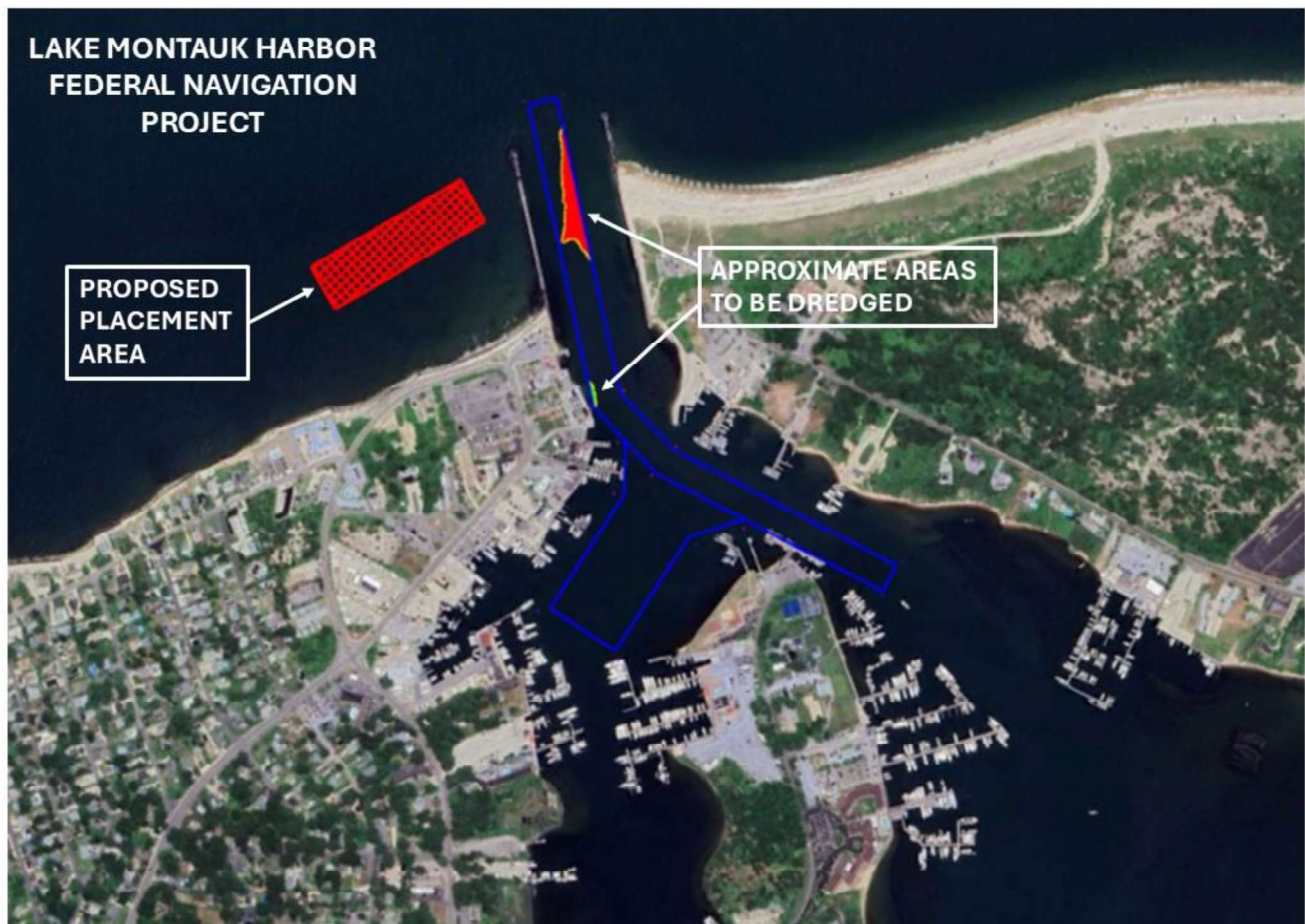 LAKE MONTAUK HARBOR
FEDERAL NAVIGATION
PROJECT
PROPOSED
PLACEMENT
AREA
APPROXIMATE AREAS
TO BE DREDGED